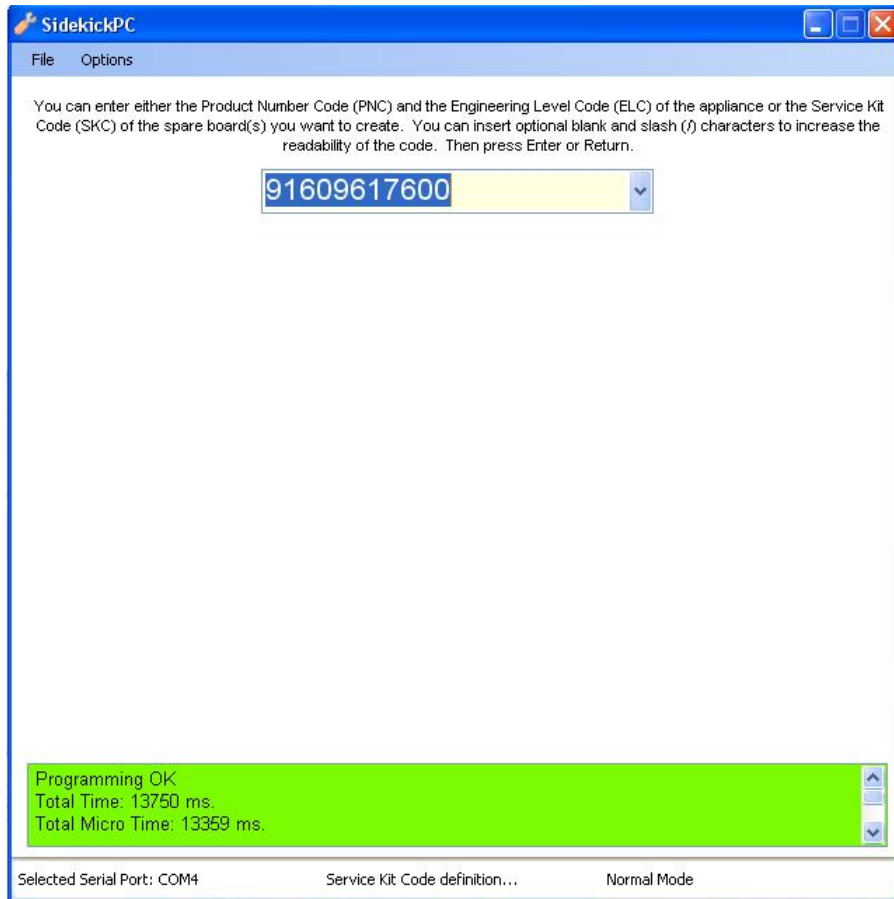 SidekickPC
File Options
You can enter either the Product Number Code (PNC) and the Engineering Level Code (ELC) of the appliance or the Service Kit
Code (SKC) of the spare board(s) you want to create. You can insert optional blank and slash (/) characters to increase the
readability of the code. Then press Enter or Return.
91609617600
Programming OK
Total Time: 13750 ms.
Total Micro Time: 13359 ms.
Selected Serial Port: COM4 Service Kit Code definition... Normal Mode